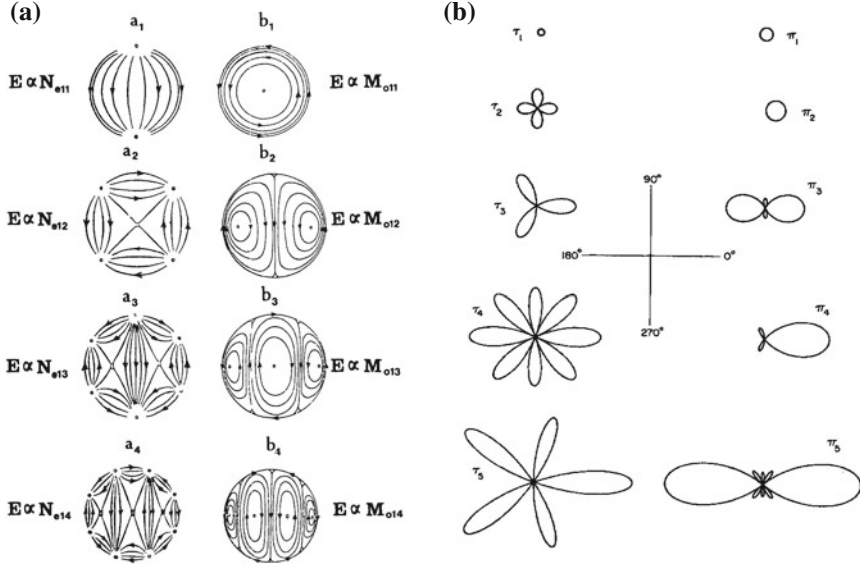 (a)
a₁ b₁
E ∝ Nₑ₁₁ E ∝ Mₒ₁₁
a₂ b₂
E ∝ Nₑ₁₂ E ∝ Mₒ₁₂
a₃ b₃
E ∝ Nₑ₁₃ E ∝ Mₒ₁₃
a₄ b₄
E ∝ Nₑ₁₄ E ∝ Mₒ₁₄
(b)
τ₁ π₁
τ₂ π₂
τ₃ π₃
90°
180° 0°
270°
τ₄ π₄
τ₅ π₅